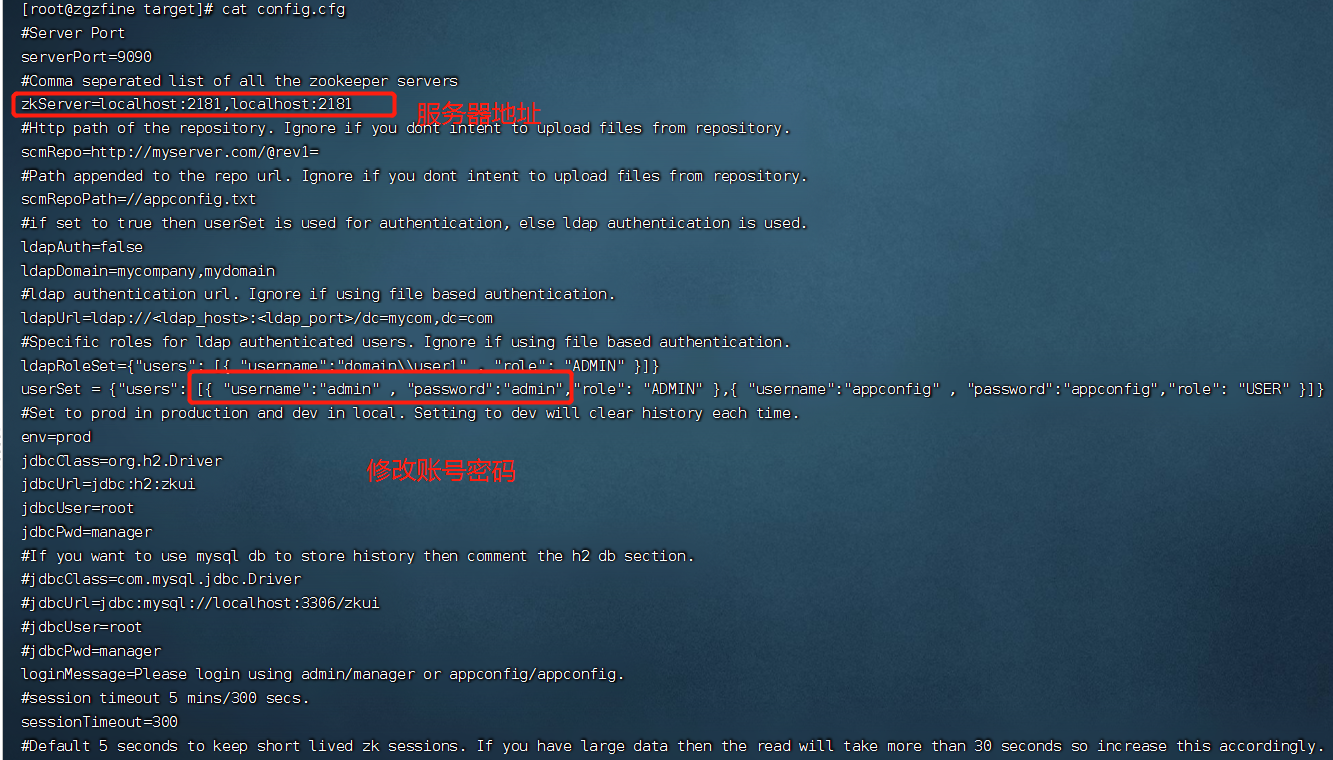 [root@zgzfine target]# cat config.cfg
#Server Port
serverPort=9090
#Comma seperated list of all the zookeeper servers
zkServer=localhost:2181,localhost:2181
服务器地址
#Http path of the repository. Ignore if you dont intent to upload files from repository.
scmRepo=http://myserver.com/@rev1=
#Path appended to the repo url. Ignore if you dont intent to upload files from repository.
scmRepoPath=//appconfig.txt
#if set to true then userSet is used for authentication, else ldap authentication is used.
ldapAuth=false
ldapDomain=mycompany,mydomain
#ldap authentication url. Ignore if using file based authentication.
ldapUrl=ldap://<ldap_host>:<ldap_port>/dc=mycom,dc=com
#Specific roles for ldap authenticated users. Ignore if using file based authentication.
ldapRoleSet={"users": [{ "username":"domain\\user1" , "role": "ADMIN" }]}
userSet = {"users": [{ "username":"admin" , "password":"admin","role": "ADMIN" },{ "username":"appconfig" , "password":"appconfig","role": "USER" }]}
#Set to prod in production and dev in local. Setting to dev will clear history each time.
env=prod
jdbcClass=org.h2.Driver
修改账号密码
jdbcUrl=jdbc:h2:zkui
jdbcUser=root
jdbcPwd=manager
#If you want to use mysql db to store history then comment the h2 db section.
#jdbcClass=com.mysql.jdbc.Driver
#jdbcUrl=jdbc:mysql://localhost:3306/zkui
#jdbcUser=root
#jdbcPwd=manager
loginMessage=Please login using admin/manager or appconfig/appconfig.
#session timeout 5 mins/300 secs.
sessionTimeout=300
#Default 5 seconds to keep short lived zk sessions. If you have large data then the read will take more than 30 seconds so increase this accordingly.